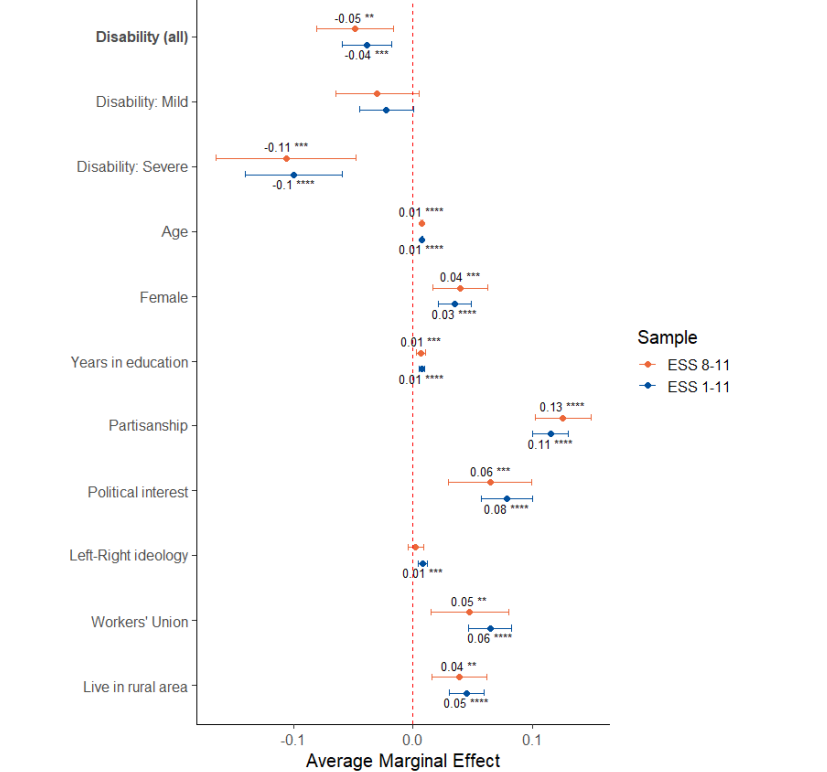 -0.05 **
Disability (all)
-0.04 ***
Disability: Mild
-0.11 ***
Disability: Severe
-0.1 ****
0.01 ****
Age
0.01 ****
0.04 ***
Female
0.03 ****
0.01 ***
Years in education
0.01 ****
0.13 ****
Partisanship
0.11 ****
0.06 ***
Political interest
0.08 ****
Left-Right ideology
0.01 ***
0.05 **
Workers' Union
0.06 ****
0.04 **
Live in rural area
0.05 ****
-0.1 0.0 0.1
Average Marginal Effect
Sample
ESS 8-11
ESS 1-11